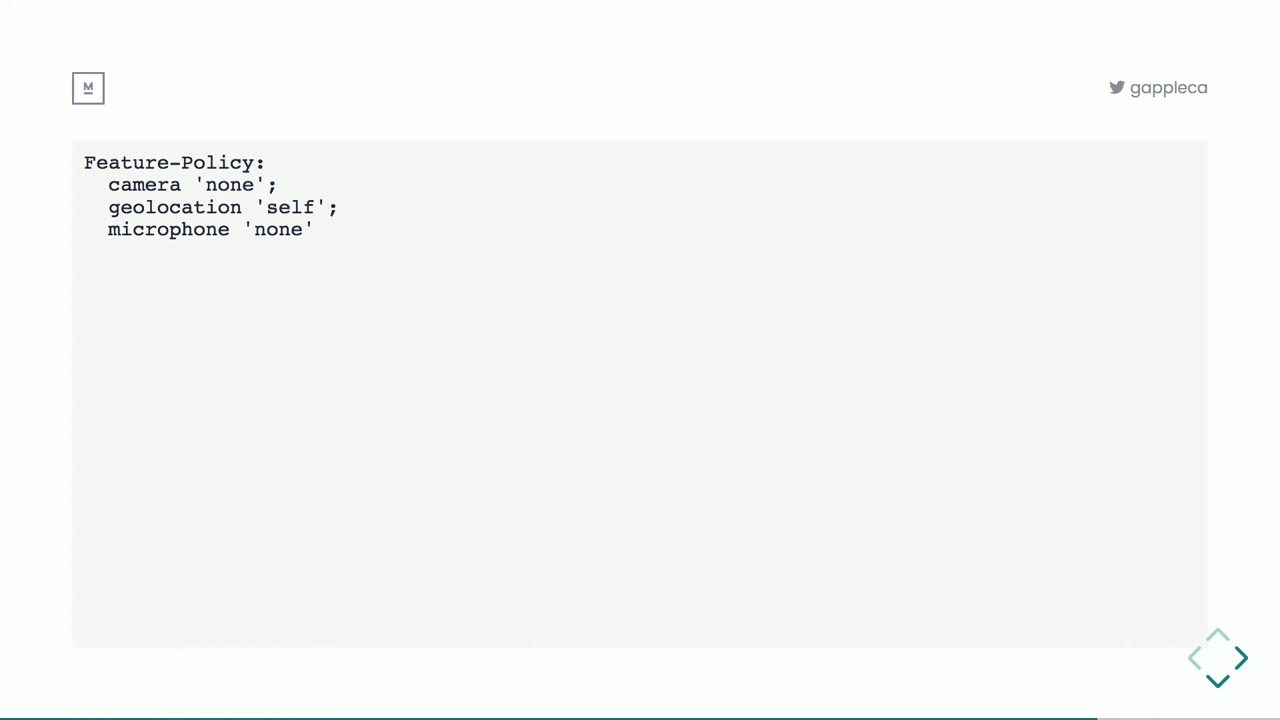 M
gappleca
Feature-Policy:
camera 'none';
geolocation 'self';
microphone 'none'